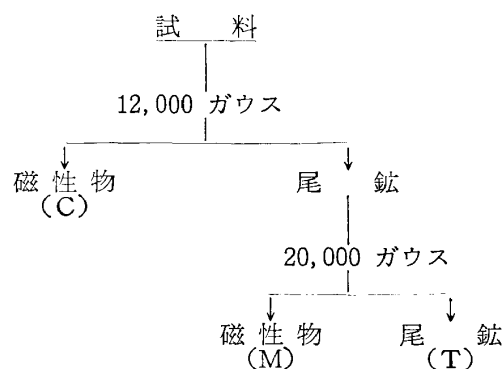 試料
12,000 ガウス
磁性物
(C)
尾鉱
20,000 ガウス
磁性物
(M)
尾鉱
(T)